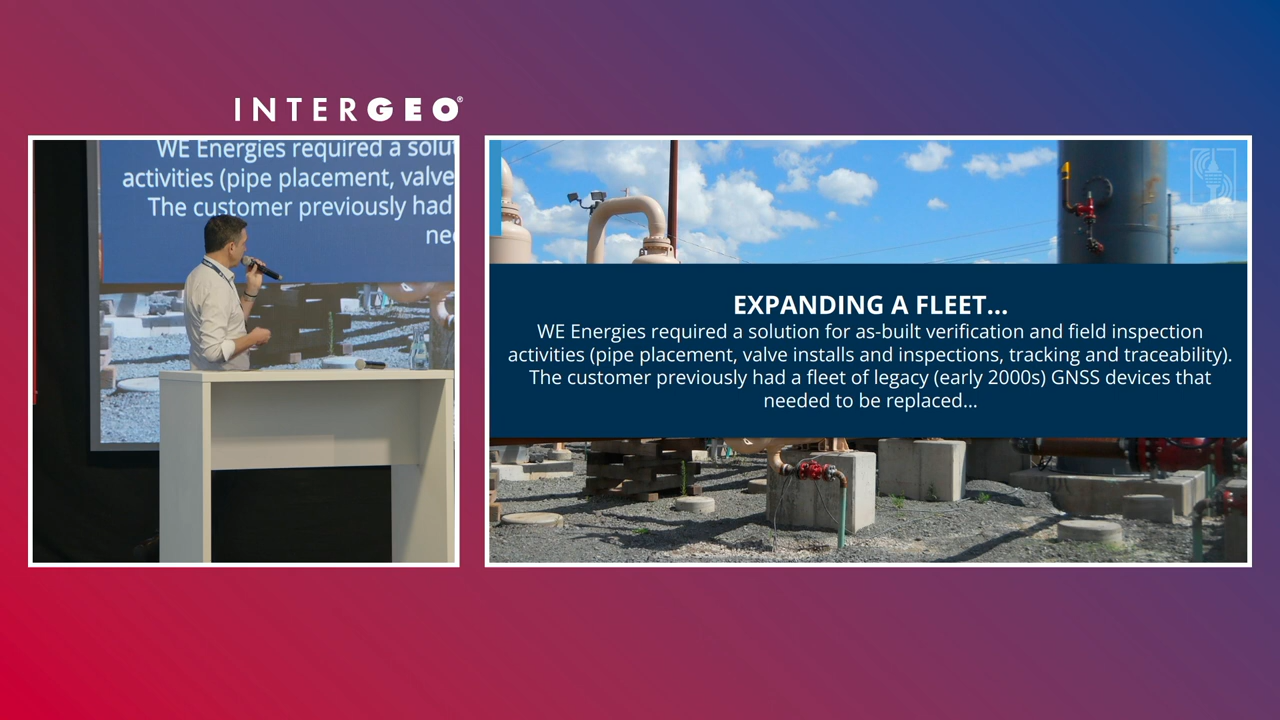 INTERGEO®
WE Energies required a solut
activities (pipe placement, valve
The customer previously had
nee
EXPANDING A FLEET...
WE Energies required a solution for as-built verification and field inspection
activities (pipe placement, valve installs and inspections, tracking and traceability).
The customer previously had a fleet of legacy (early 2000s) GNSS devices that
needed to be replaced...